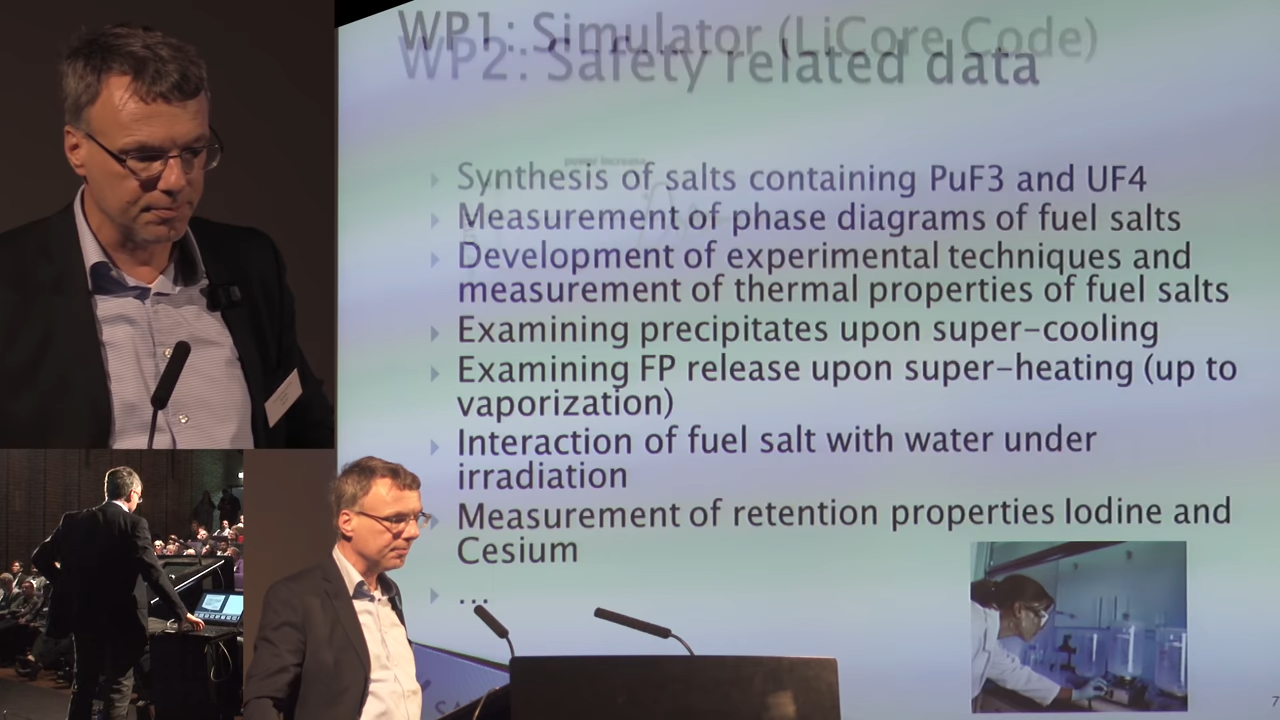 WP1: Simulator (LiCore Code)
WP2: Safety related data
power increase
Synthesis of salts containing PuF3 and UF4
Measurement of phase diagrams of fuel salts
Development of experimental techniques and
measurement of thermal properties of fuel salts
Examining precipitates upon super-cooling
Examining FP release upon super-heating (up to
vaporization)
Interaction of fuel salt with water under
irradiation
Measurement of retention properties Iodine and
Cesium
...
7